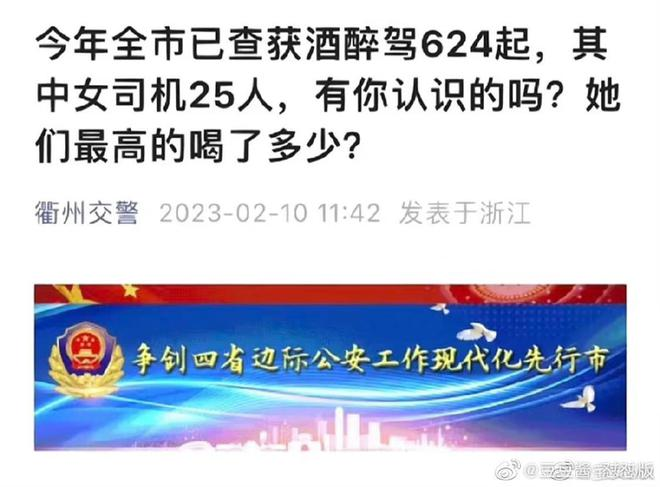 今年全市已查获酒醉驾624起，其
中女司机25人，有你认识的吗？她
们最高的喝了多少？
衢州交警 2023-02-10 11:42 发表于浙江
争创四省边际公安工作现代化先行市